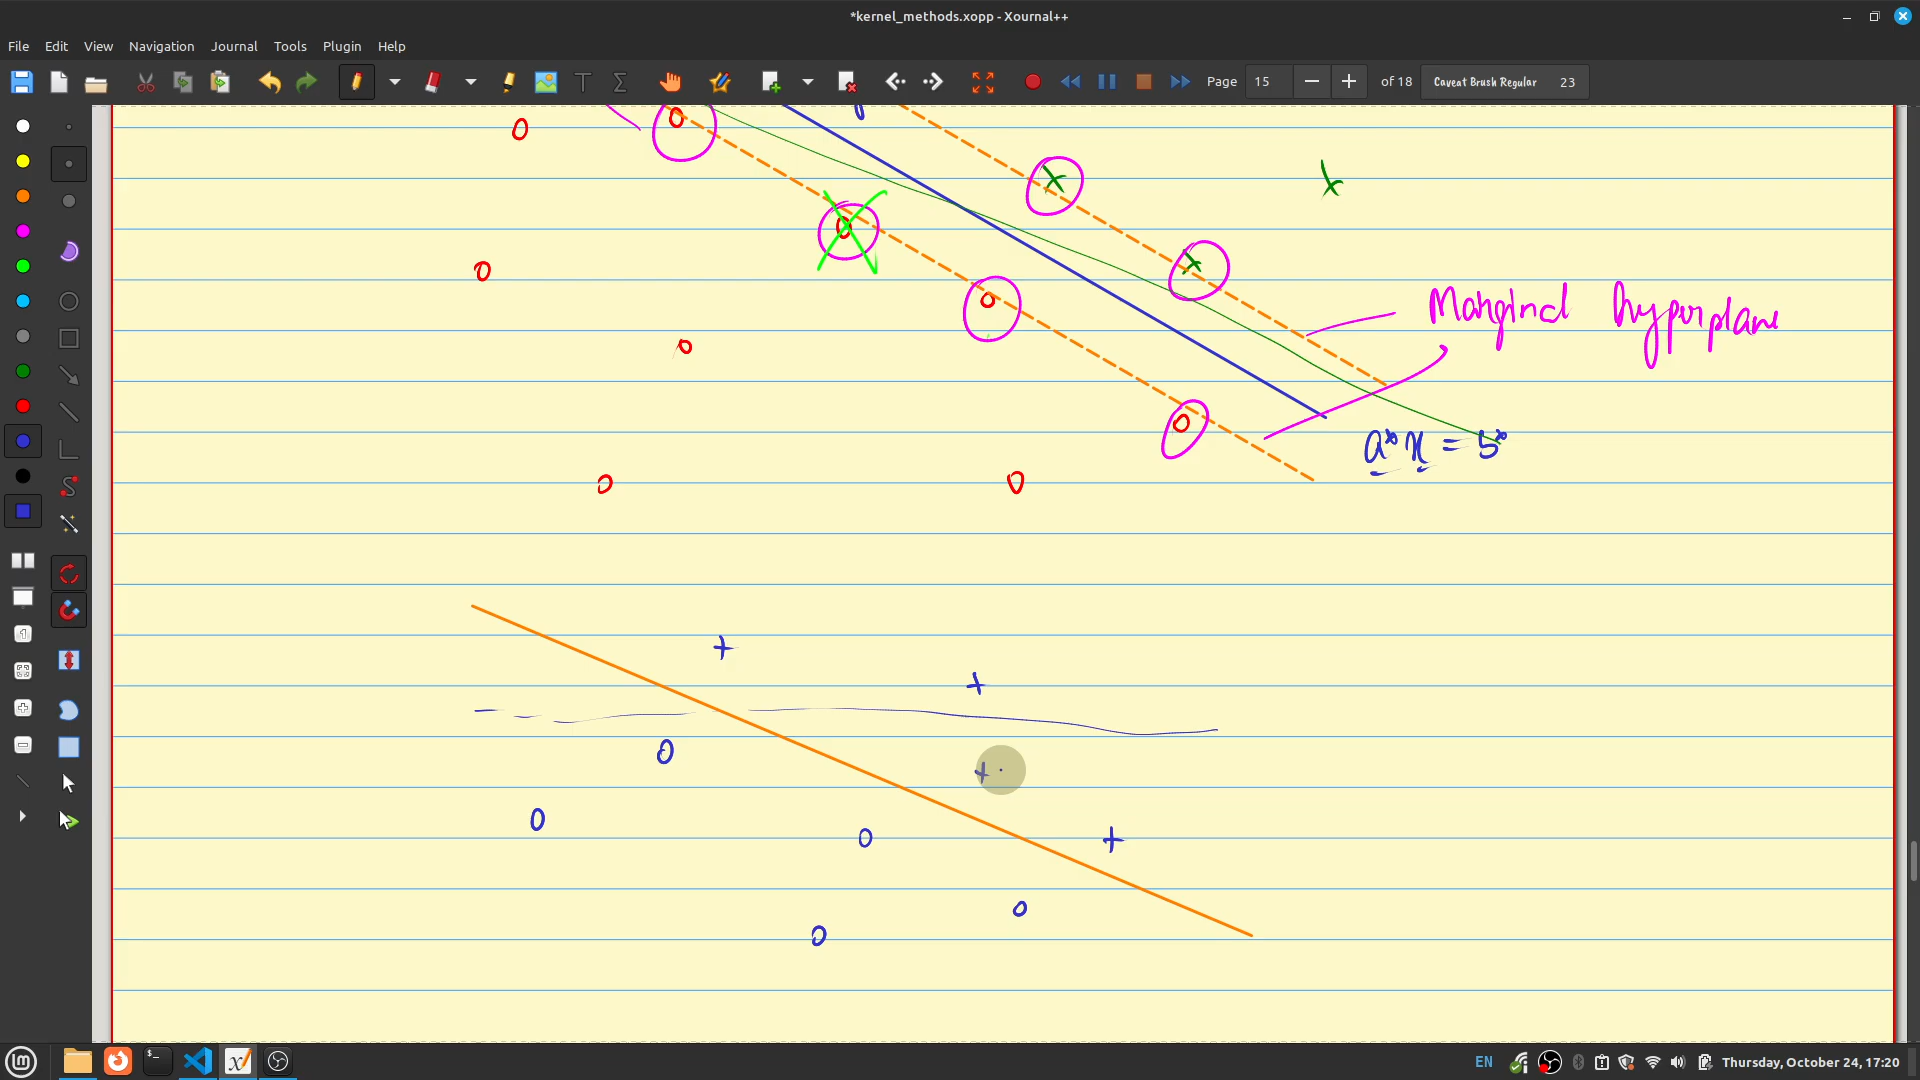 *kernel_methods.xopp - Xournal++
File Edit View Navigation Journal Tools Plugin Help
Page 15 of 18 Caveat Brush Regular 23
Marginal hyperplane
a* x = b*
EN Thursday, October 24, 17:20